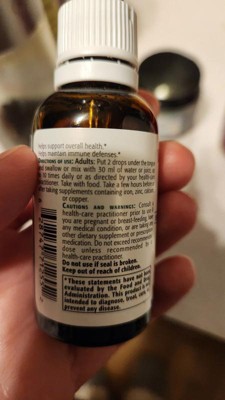 Helps support overall health.*
Helps maintain immune defenses.*
DIRECTIONS OR USE: Adults: Put 2 drops under the tongue
and swallow or mix with 30 ml of water or juice,
times daily or as directed by your health-care
practitioner. Take with food. Take a few hours before or
after taking supplements containing iron, zinc, calcium
or copper.
CAUTIONS AND WARNINGS: Consult a
health-care practitioner prior to use if
you are pregnant or breast-feeding, have
any medical condition, or are taking any
other dietary supplement or prescription
medication. Do not exceed recommended
dose unless recommended by
health-care practitioner.
Do not use if seal is broken.
Keep out of reach of children.
*These statements have not been
evaluated by the Food and Drug
Administration. This product is not
intended to diagnose, treat, cure, or
prevent any disease.